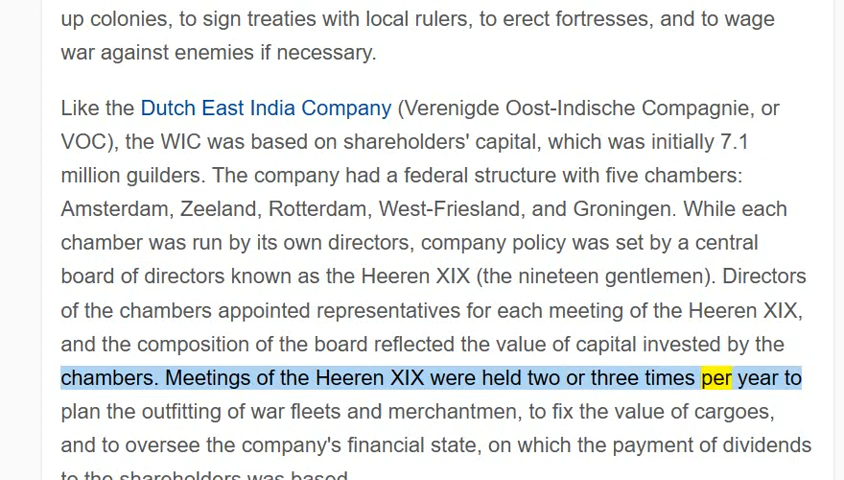 up colonies, to sign treaties with local rulers, to erect fortresses, and to wage
war against enemies if necessary.
Like the Dutch East India Company (Verenigde Oost-Indische Compagnie, or
VOC), the WIC was based on shareholders' capital, which was initially 7.1
million guilders. The company had a federal structure with five chambers:
Amsterdam, Zeeland, Rotterdam, West-Friesland, and Groningen. While each
chamber was run by its own directors, company policy was set by a central
board of directors known as the Heeren XIX (the nineteen gentlemen). Directors
of the chambers appointed representatives for each meeting of the Heeren XIX,
and the composition of the board reflected the value of capital invested by the
chambers. Meetings of the Heeren XIX were held two or three times per year to
plan the outfitting of war fleets and merchantmen, to fix the value of cargoes,
and to oversee the company's financial state, on which the payment of dividends
to the shareholders was based.